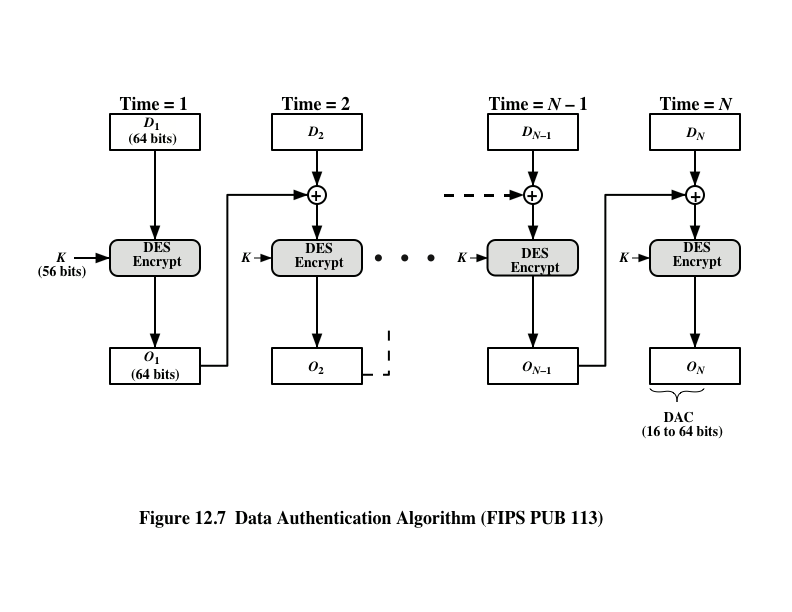 Time = 1
Time = 2
Time = N – 1
Time = N
D1
(64 bits)
D2
DN–1
DN
+
+
+
K
(56 bits)
DES
Encrypt
K
DES
Encrypt
• • •
K
DES
Encrypt
K
DES
Encrypt
O1
(64 bits)
O2
ON–1
ON
DAC
(16 to 64 bits)
Figure 12.7 Data Authentication Algorithm (FIPS PUB 113)